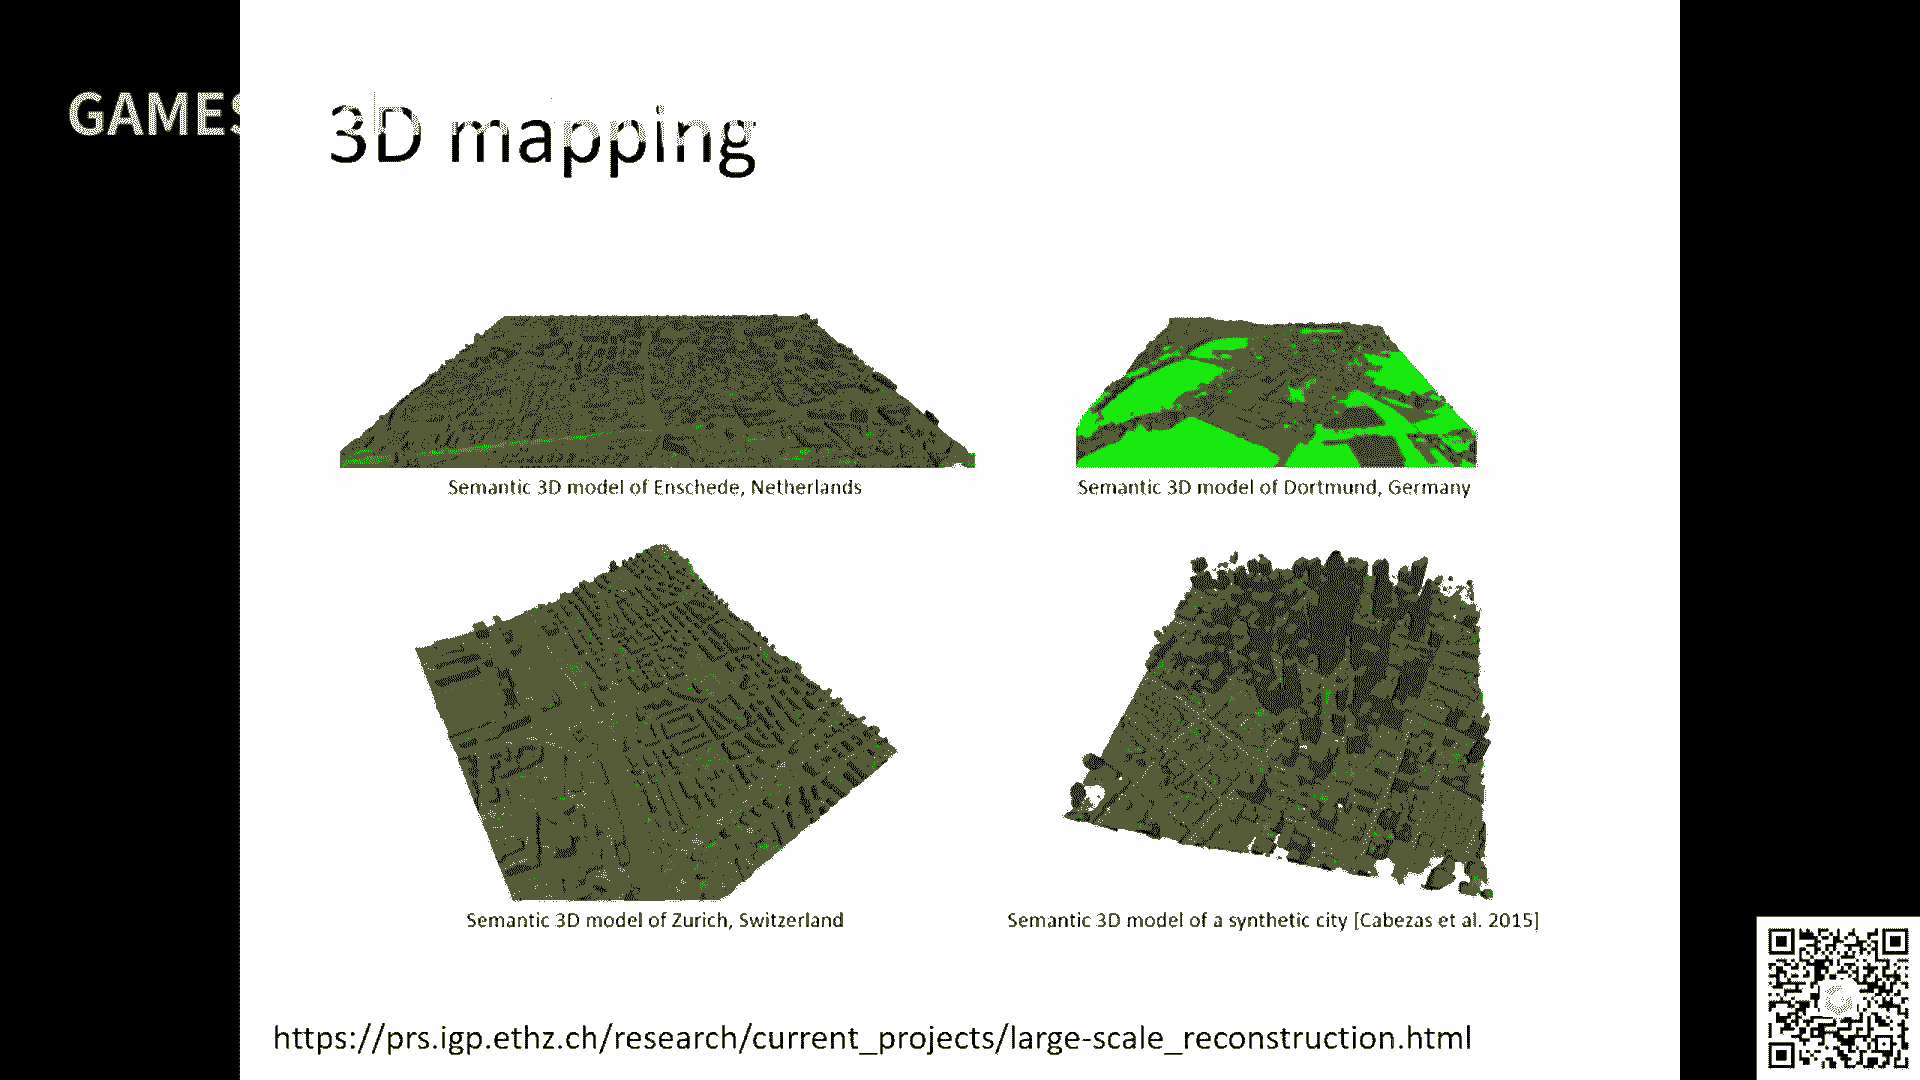 GAMES
3D mapping
Semantic 3D model of Enschede, Netherlands
Semantic 3D model of Dortmund, Germany
Semantic 3D model of Zurich, Switzerland
Semantic 3D model of a synthetic city [Cabezas et al. 2015]
https://prs.igp.ethz.ch/research/current_projects/large-scale_reconstruction.html